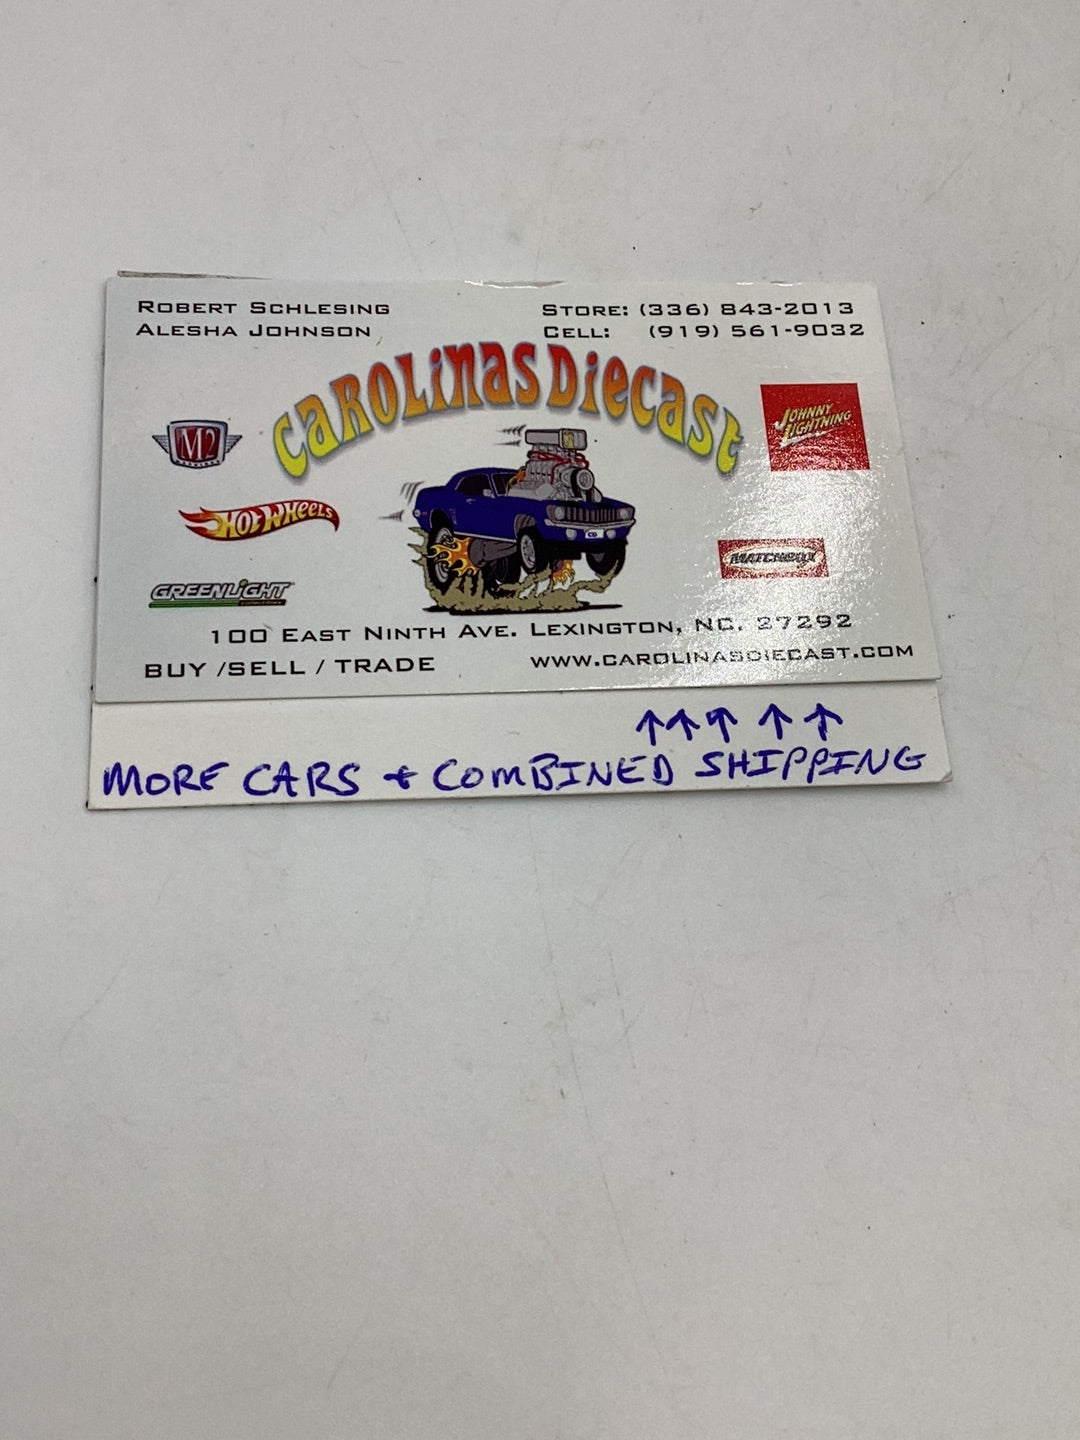 ROBERT SCHLESING
ALESHA JOHNSON
STORE: (336) 843-2013
CELL: (919) 561-9032
CAROLINAS DIECAST
M2
JOHNNY LIGHTNING
HOT WHEELS
MATCHBOX
GREENLIGHT
CD
100 EAST NINTH AVE. LEXINGTON, NC. 27292
BUY /SELL / TRADE
WWW.CAROLINASDIECAST.COM
↑↑↑ ↑ ↑
MORE CARS + COMBINED SHIPPING